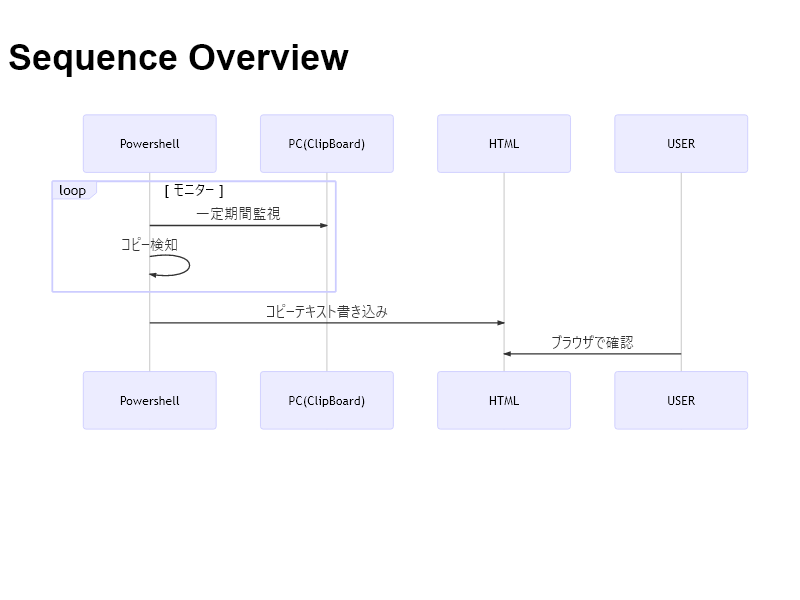 Sequence Overview
Powershell
PC(ClipBoard)
HTML
USER
loop
[ モニター ]
一定期間監視
コピー検知
コピーテキスト書き込み
ブラウザで確認
Powershell
PC(ClipBoard)
HTML
USER